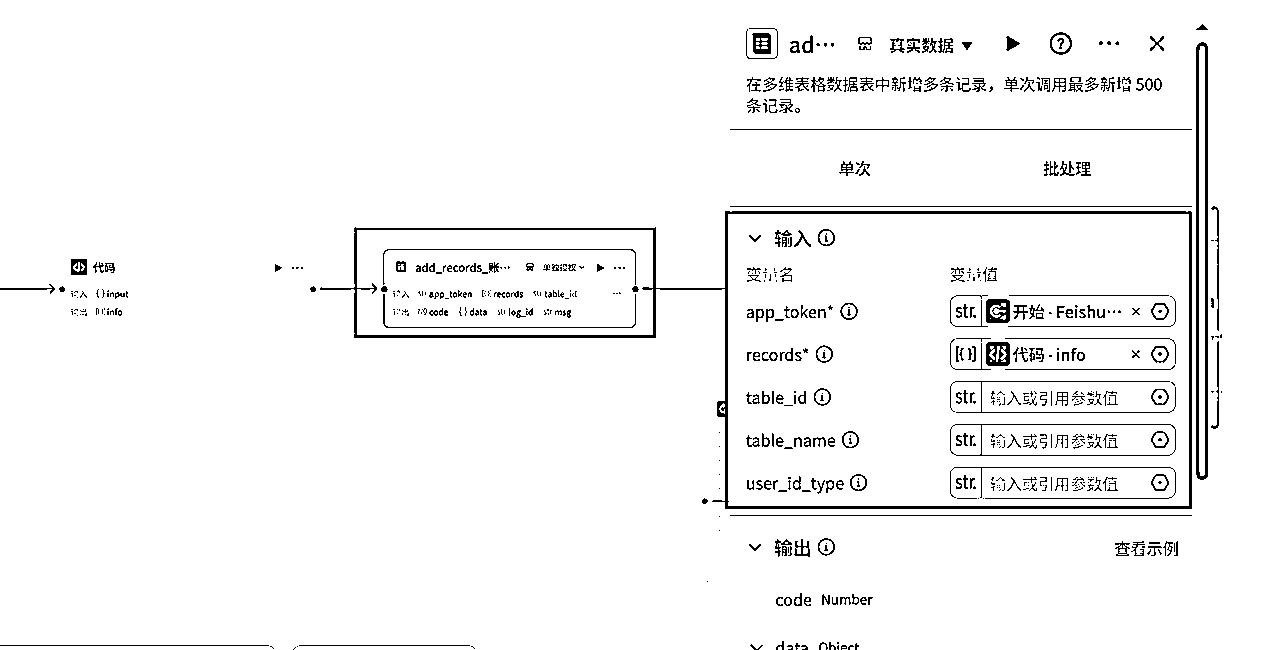 ad···
真实数据
在多维表格数据表中新增多条记录，单次调用最多新增 500
条记录。
单次
批处理
代码
输入 { }input
输出 [{}]info
add_records_账···
单独授权
输入 str app_token [{}]records str table_id ···
输出 code { }data str log_id str msg
输入
变量名
变量值
app_token*
str. 开始 · Feishu···
records*
[{}] 代码 · info
table_id
str. 输入或引用参数值
table_name
str. 输入或引用参数值
user_id_type
str. 输入或引用参数值
输出
查看示例
code Number
data Object